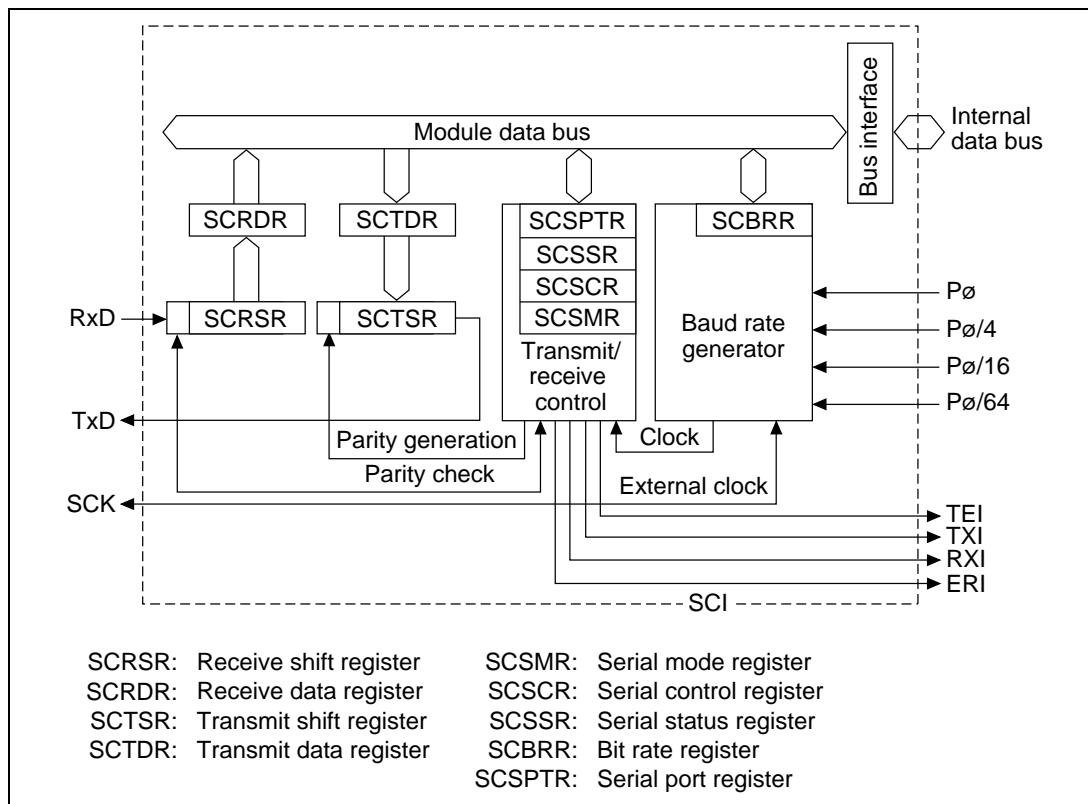 Module data bus
Bus interface
Internal
data bus
SCRDR
SCTDR
SCSPTR
SCBRR
SCSSR
SCSCR
SCSMR
RxD
SCRSR
SCTSR
Transmit/
receive
control
Baud rate
generator
Pø
Pø/4
Pø/16
Pø/64
TxD
Parity generation
Clock
Parity check
External clock
SCK
TEI
TXI
RXI
ERI
SCI
SCRSR: Receive shift register
SCRDR: Receive data register
SCTSR: Transmit shift register
SCTDR: Transmit data register
SCSMR: Serial mode register
SCSCR: Serial control register
SCSSR: Serial status register
SCBRR: Bit rate register
SCSPTR: Serial port register